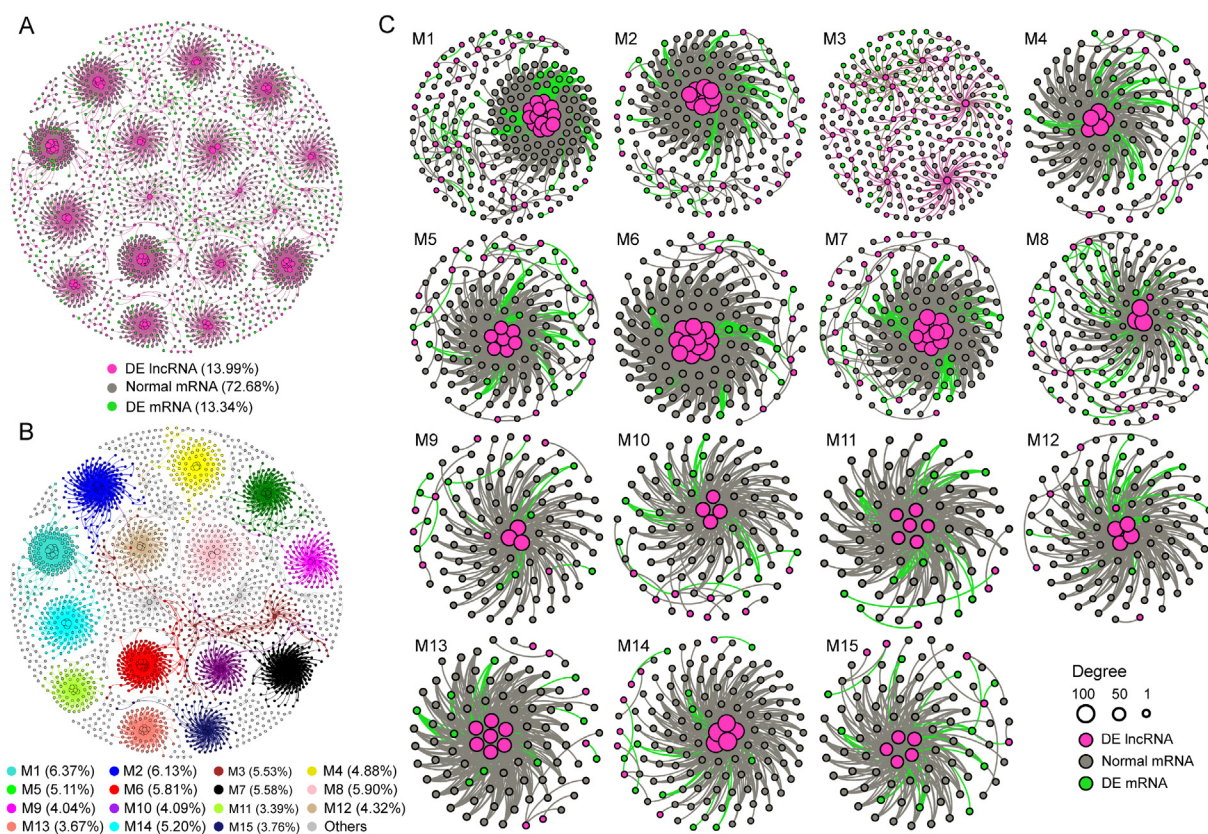 A
DE lncRNA (13.99%)
Normal mRNA (72.68%)
DE mRNA (13.34%)
B
M1 (6.37%) M2 (6.13%) M3 (5.53%) M4 (4.88%)
M5 (5.11%) M6 (5.81%) M7 (5.58%) M8 (5.90%)
M9 (4.04%) M10 (4.09%) M11 (3.39%) M12 (4.32%)
M13 (3.67%) M14 (5.20%) M15 (3.76%) Others
C
M1 M2 M3 M4
M5 M6 M7 M8
M9 M10 M11 M12
M13 M14 M15
Degree
100 50 1
DE lncRNA
Normal mRNA
DE mRNA